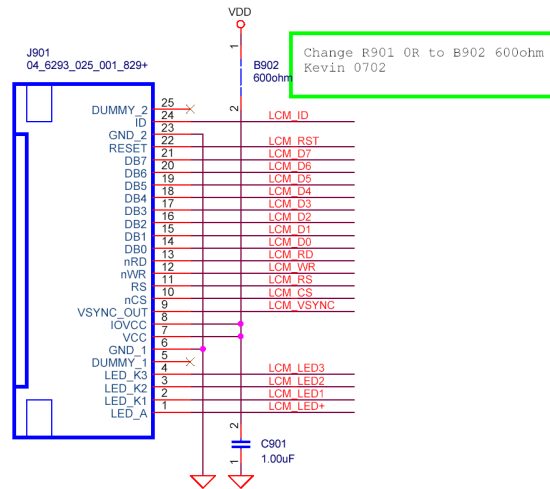 VDD
J901
04_6293_025_001_829+
1
B902
600ohm
2
Change R901 0R to B902 600ohm
Kevin 0702
DUMMY_2 25
ID 24 LCM_ID
GND_2 23
RESET 22 LCM_RST
DB7 21 LCM_D7
DB6 20 LCM_D6
DB5 19 LCM_D5
DB4 18 LCM_D4
DB3 17 LCM_D3
DB2 16 LCM_D2
DB1 15 LCM_D1
DB0 14 LCM_D0
nRD 13 LCM_RD
nWR 12 LCM_WR
RS 11 LCM_RS
nCS 10 LCM_CS
VSYNC_OUT 9 LCM_VSYNC
IOVCC 8
VCC 7
GND_1 6
DUMMY_1 5
LED_K3 4 LCM_LED3
LED_K2 3 LCM_LED2
LED_K1 2 LCM_LED1
LED_A 1 LCM_LED+
2
C901
1.00uF
1